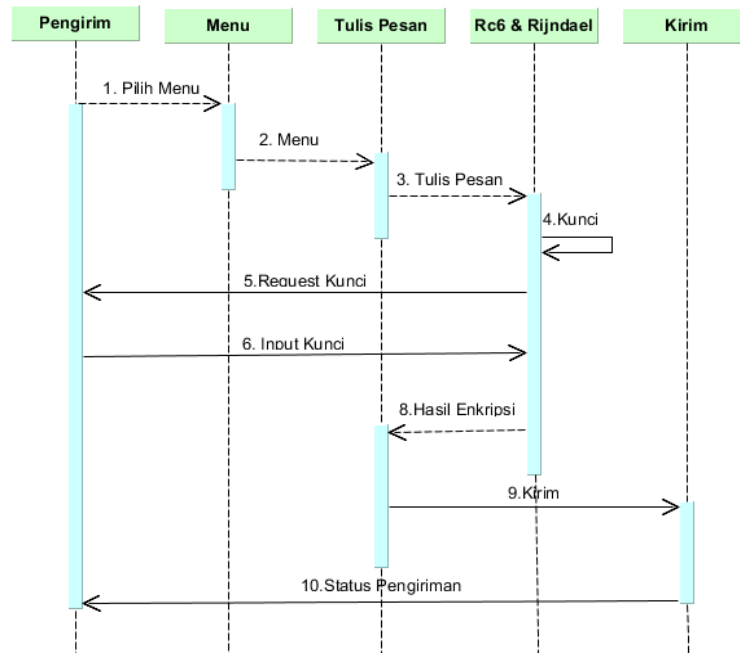 Pengirim
Menu
Tulis Pesan
Rc6 & Rijndael
Kirim
1. Pilih Menu
2. Menu
3. Tulis Pesan
4.Kunci
5.Request Kunci
6. Input Kunci
8.Hasil Enkripsi
9.Kirim
10.Status Pengiriman